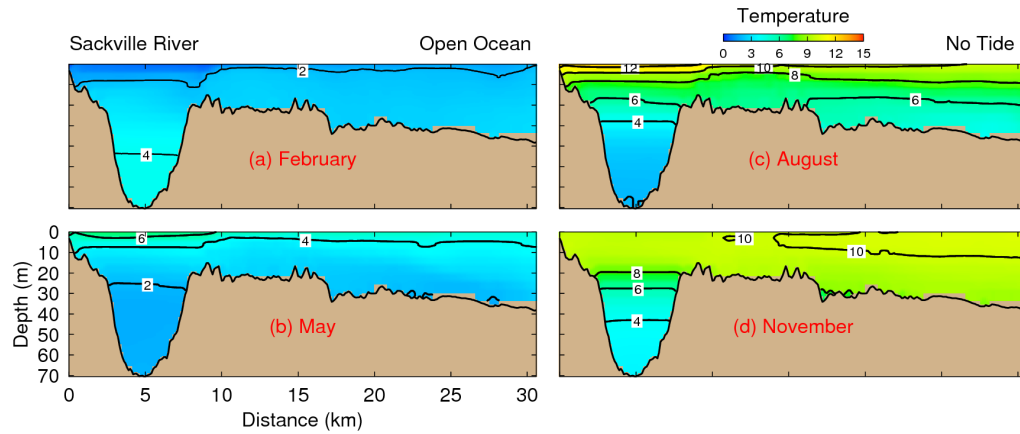 Temperature
Sackville River Open Ocean 0 3 6 9 12 15 No Tide
2 12 10 8
6 6
4 4
(a) February (c) August
0
10
20
30
40
50
60
70
Depth (m)
6 4 10 10
2 8
6
4
(b) May (d) November
0 5 10 15 20 25 30
Distance (km)